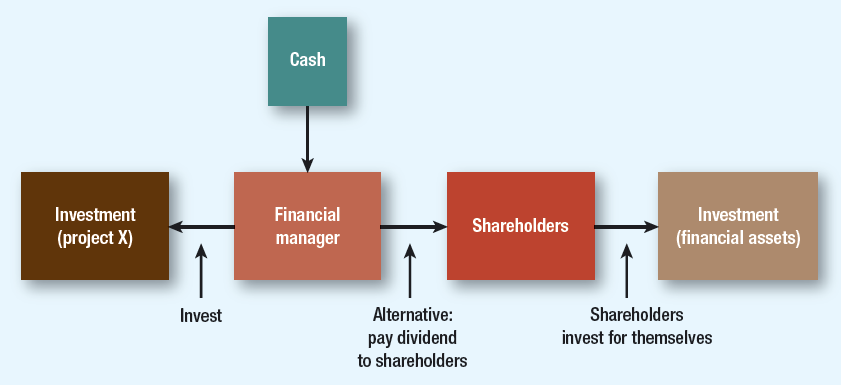 Cash
Investment
(project X)
Financial
manager
Shareholders
Investment
(financial assets)
Invest
Alternative:
pay dividend
to shareholders
Shareholders
invest for themselves